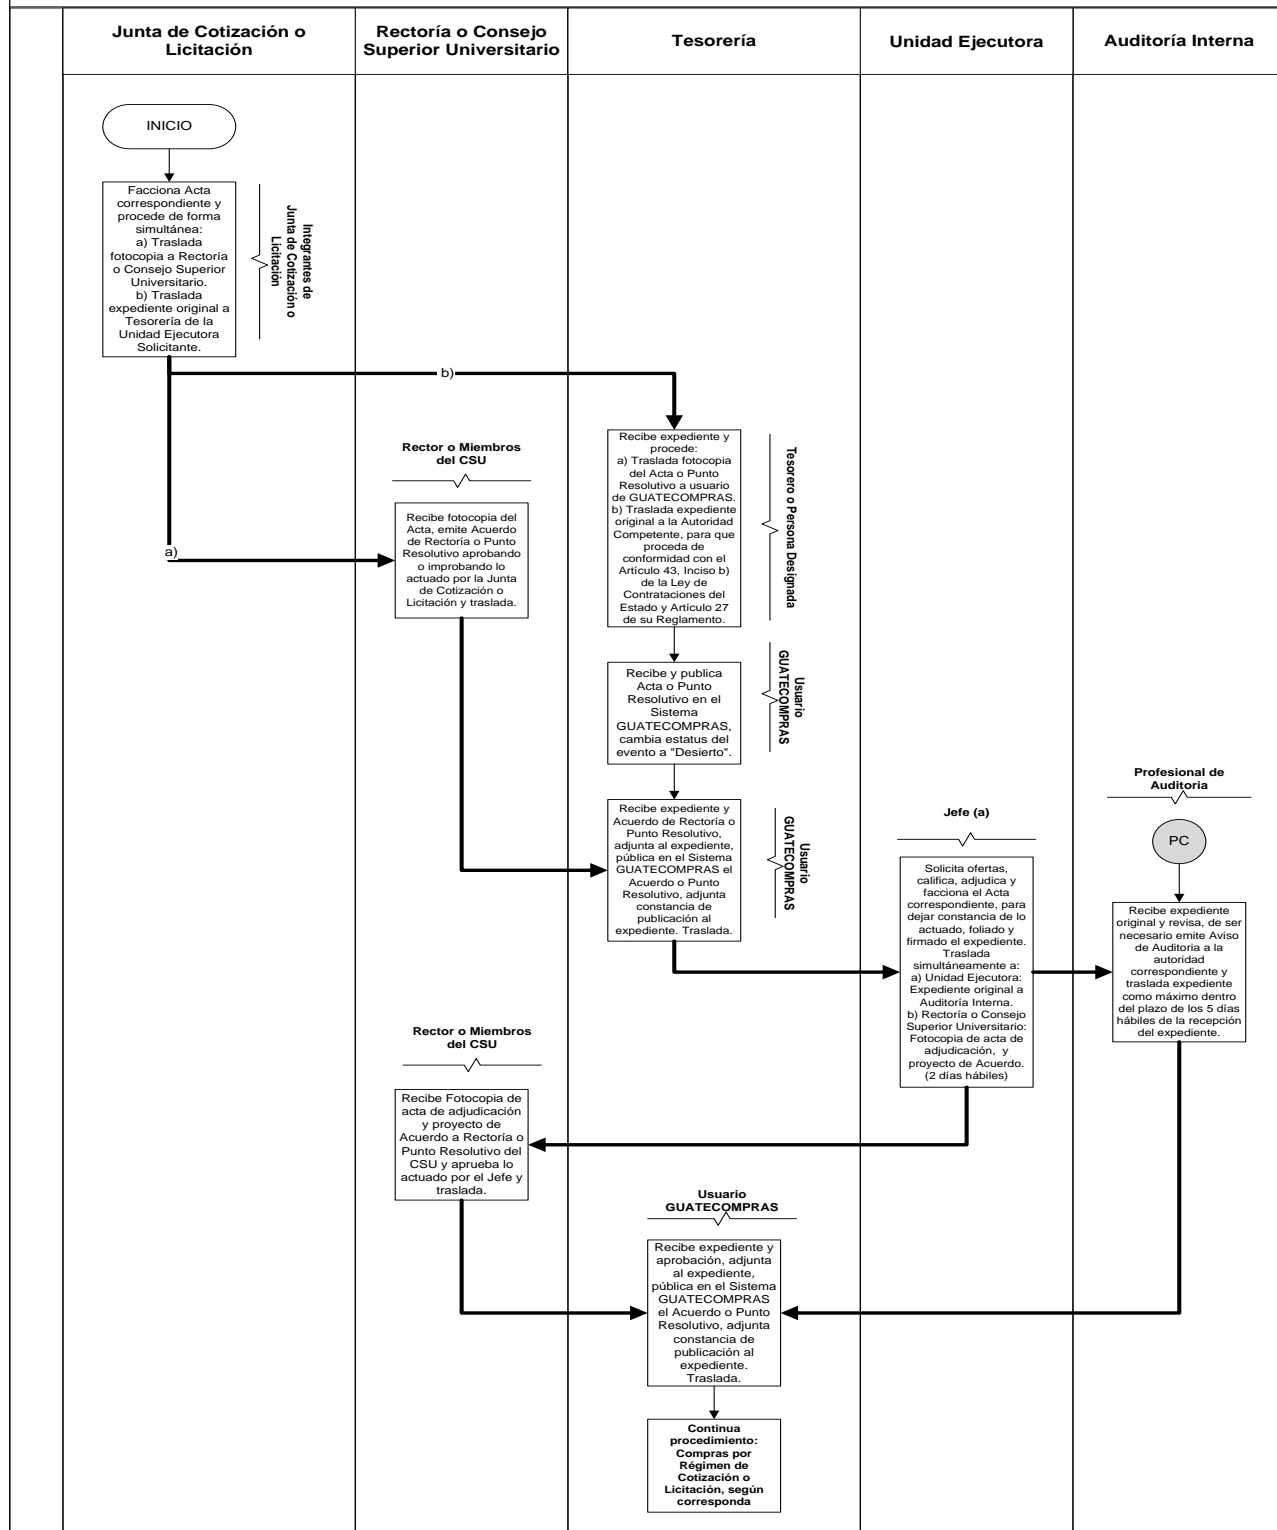 Junta de Cotización o
Licitación
Rectoría o Consejo
Superior Universitario
Tesorería
Unidad Ejecutora
Auditoría Interna
INICIO
Facciona Acta
correspondiente y
procede de forma
simultánea:
a) Traslada
fotocopia a Rectoría
o Consejo Superior
Universitario.
b) Traslada
expediente original a
Tesorería de la
Unidad Ejecutora
Solicitante.
Integrantes de
Junta de Cotización o
Licitación
b)
a)
Rector o Miembros
del CSU
Recibe fotocopia del
Acta, emite Acuerdo
de Rectoría o Punto
Resolutivo aprobando
o improbando lo
actuado por la Junta
de Cotización o
Licitación y traslada.
Recibe expediente y
procede:
a) Traslada fotocopia
del Acta o Punto
Resolutivo a usuario
de GUATECOMPRAS.
b) Traslada expediente
original a la Autoridad
Competente, para que
proceda de
conformidad con el
Artículo 43, Inciso b)
de la Ley de
Contrataciones del
Estado y Artículo 27
de su Reglamento.
Tesorero o Persona Designada
Recibe y publica
Acta o Punto
Resolutivo en el
Sistema
GUATECOMPRAS,
cambia estatus del
evento a "Desierto".
Usuario
GUATECOMPRAS
Recibe expediente y
Acuerdo de Rectoría o
Punto Resolutivo,
adjunta al expediente,
pública en el Sistema
GUATECOMPRAS el
Acuerdo o Punto
Resolutivo, adjunta
constancia de
publicación al
expediente. Traslada.
Usuario
GUATECOMPRAS
Jefe (a)
Solicita ofertas,
califica, adjudica y
facciona el Acta
correspondiente, para
dejar constancia de lo
actuado, foliado y
firmado el expediente.
Traslada
simultáneamente a:
a) Unidad Ejecutora:
Expediente original a
Auditoría Interna.
b) Rectoría o Consejo
Superior Universitario:
Fotocopia de acta de
adjudicación, y
proyecto de Acuerdo.
(2 días hábiles)
Profesional de
Auditoria
PC
Recibe expediente
original y revisa, de ser
necesario emite Aviso
de Auditoria a la
autoridad
correspondiente y
traslada expediente
como máximo dentro
del plazo de los 5 días
hábiles de la recepción
del expediente.
Rector o Miembros
del CSU
Recibe Fotocopia de
acta de adjudicación
y proyecto de
Acuerdo a Rectoría o
Punto Resolutivo del
CSU y aprueba lo
actuado por el Jefe y
traslada.
Usuario
GUATECOMPRAS
Recibe expediente y
aprobación, adjunta
al expediente,
pública en el Sistema
GUATECOMPRAS
el Acuerdo o Punto
Resolutivo, adjunta
constancia de
publicación al
expediente.
Traslada.
Continua
procedimiento:
Compras por
Régimen de
Cotización o
Licitación, según
corresponda